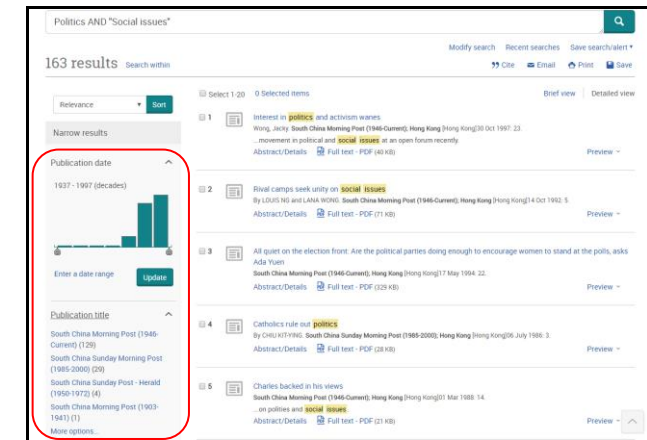 Politics AND "Social issues"
Modify search Recent searches Save search/alert
163 results Search within
Cite Email Print Save
Relevance Sort
Select 1-20 0 Selected items
Brief view Detailed view
Narrow results
Publication date
1937 - 1997 (decades)
Enter a date range Update
Publication title
South China Morning Post (1946-
Current) (129)
South China Sunday Morning Post
(1985-2000) (29)
South China Sunday Post - Herald
(1950-1972) (4)
South China Morning Post (1903-
1941) (1)
More options...
1 Interest in politics and activism wanes
Wong, Jacky. South China Morning Post (1946-Current); Hong Kong [Hong Kong]30 Oct 1997: 23.
...movement in political and social issues at an open forum recently.
Abstract/Details Full text - PDF (40 KB) Preview
2 Rival camps seek unity on social issues
By LOUIS NG and LANA WONG. South China Morning Post (1946-Current); Hong Kong [Hong Kong]14 Oct 1992: 5.
Abstract/Details Full text - PDF (71 KB) Preview
3 All quiet on the election front: Are the political parties doing enough to encourage women to stand at the polls, asks
Ada Yuen
South China Morning Post (1946-Current); Hong Kong [Hong Kong]17 May 1994: 22.
Abstract/Details Full text - PDF (329 KB) Preview
4 Catholics rule out politics
By CHIU KIT-YING. South China Sunday Morning Post (1985-2000); Hong Kong [Hong Kong]06 July 1986: 3.
Abstract/Details Full text - PDF (28 KB) Preview
5 Charles backed in his views
South China Morning Post (1946-Current); Hong Kong [Hong Kong]01 Mar 1988: 14.
...on politics and social issues.
Abstract/Details Full text - PDF (21 KB) Preview